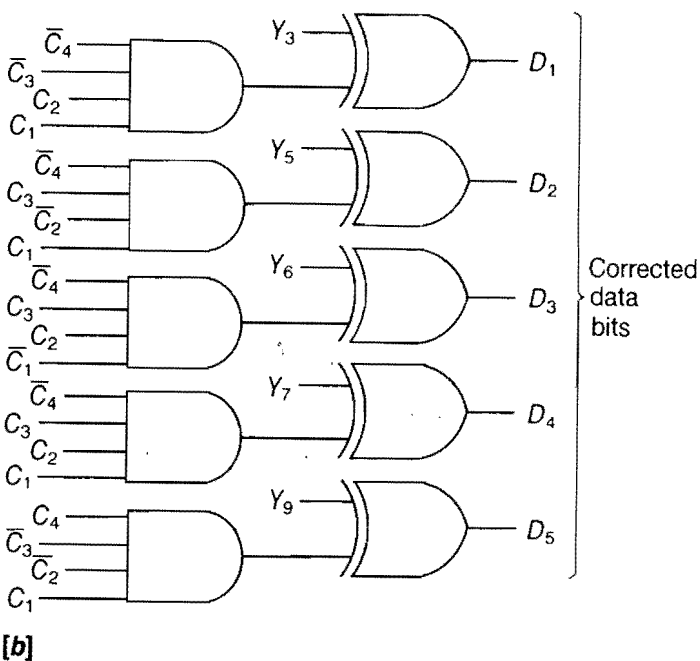 C̄₄
C̄₃
C₂
C₁
Y₃
D₁
C̄₄
C₃
C̄₂
C₁
Y₅
D₂
C̄₄
C₃
C₂
C̄₁
Y₆
D₃
C̄₄
C₃
C₂
C₁
Y₇
D₄
C₄
C̄₃
C̄₂
C₁
Y₉
D₅
Corrected
data
bits
[b]